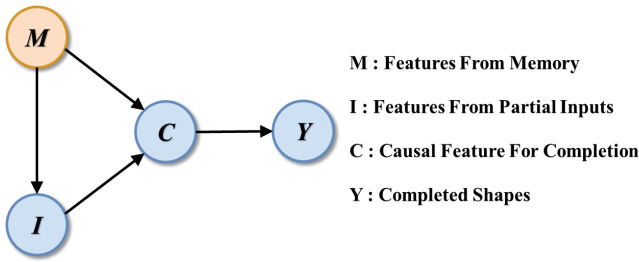 M
M : Features From Memory
I : Features From Partial Inputs
C
Y
C : Causal Feature For Completion
Y : Completed Shapes
I